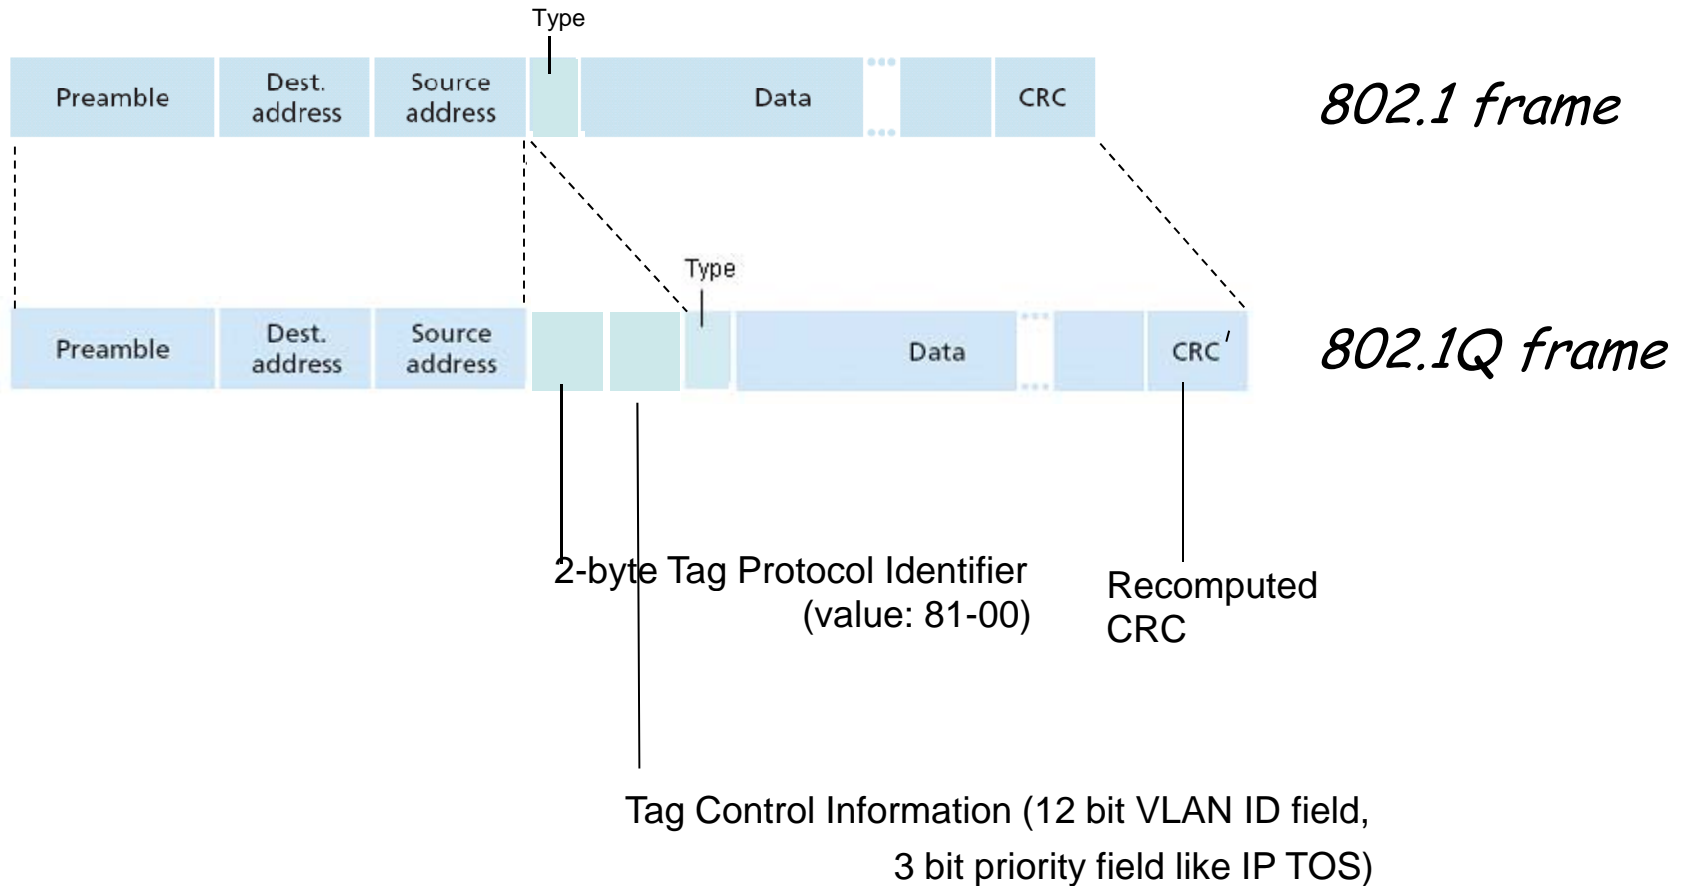 Type
Preamble
Dest.
address
Source
address
Data
CRC
802.1 frame
Type
Preamble
Dest.
address
Source
address
Data
CRC'
802.1Q frame
2-byte Tag Protocol Identifier
(value: 81-00)
Recomputed
CRC
Tag Control Information (12 bit VLAN ID field,
3 bit priority field like IP TOS)